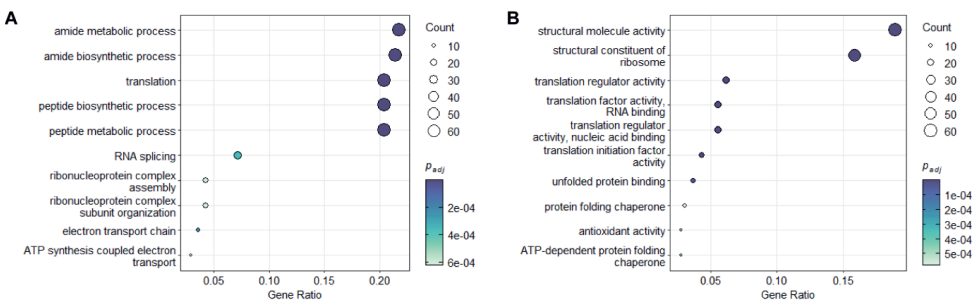 A
amide metabolic process
amide biosynthetic process
translation
peptide biosynthetic process
peptide metabolic process
RNA splicing
ribonucleoprotein complex
assembly
ribonucleoprotein complex
subunit organization
electron transport chain
ATP synthesis coupled electron
transport
0.05
0.10
0.15
0.20
Gene Ratio
Count
10
20
30
40
50
60
p adj
2e-04
4e-04
6e-04
B
structural molecule activity
structural constituent of
ribosome
translation regulator activity
translation factor activity,
RNA binding
translation regulator
activity, nucleic acid binding
translation initiation factor
activity
unfolded protein binding
protein folding chaperone
antioxidant activity
ATP-dependent protein folding
chaperone
0.05
0.10
0.15
Gene Ratio
Count
10
20
30
40
50
60
p adj
1e-04
2e-04
3e-04
4e-04
5e-04